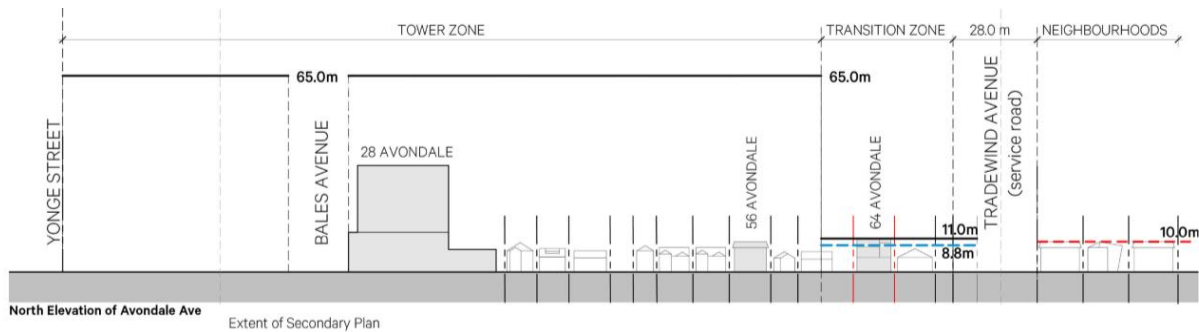 TOWER ZONE
TRANSITION ZONE
28.0 m
NEIGHBOURHOODS
65.0m
65.0m
YONGE STREET
BALES AVENUE
28 AVONDALE
56 AVONDALE
64 AVONDALE
TRADEWIND AVENUE
(service road)
11.0m
8.8m
10.0m
North Elevation of Avondale Ave
Extent of Secondary Plan